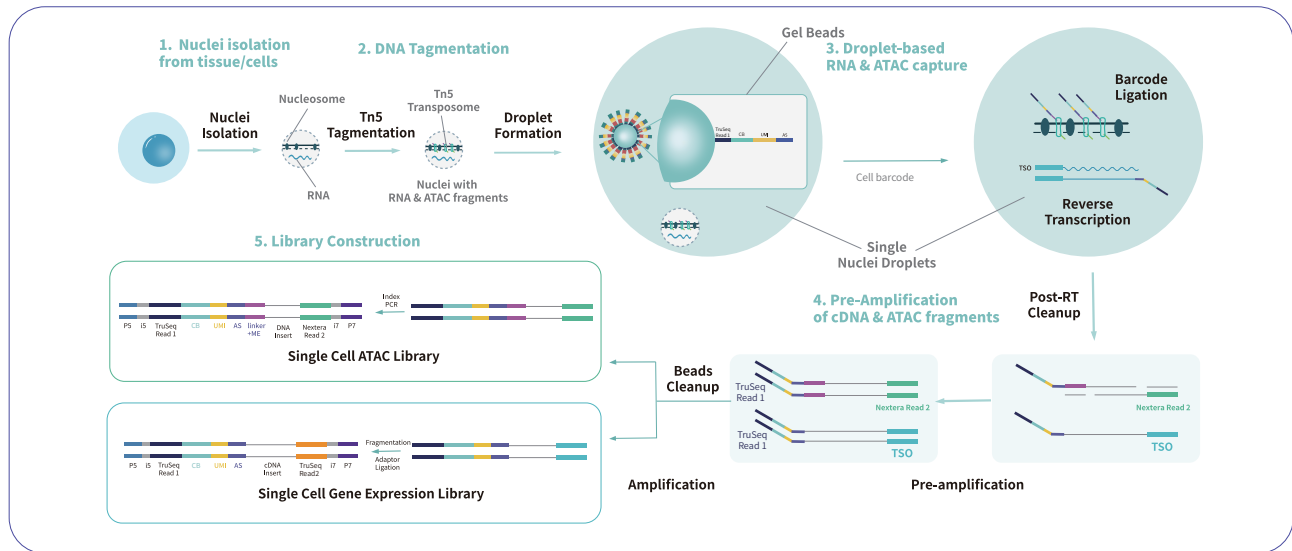 1. Nuclei isolation
from tissue/cells
2. DNA Tagmentation
Gel Beads
3. Droplet-based
RNA & ATAC capture
Nuclei
Isolation
Nucleosome
RNA
Tn5
Tagmentation
Tn5
Transposome
Nuclei with
RNA & ATAC fragments
Droplet
Formation
TruSeq
Read 1
CB
UMI
AS
Cell barcode
Barcode
Ligation
TSO
Reverse
Transcription
Single
Nuclei Droplets
Post-RT
Cleanup
4. Pre-Amplification
of cDNA & ATAC fragments
Nextera Read 2
TSO
Pre-amplification
TruSeq
Read 1
Nextera Read 2
TruSeq
Read 1
TSO
Beads
Cleanup
Amplification
5. Library Construction
Index
PCR
P5 i5 TruSeq
Read 1
CB UMI AS linker
+ME
DNA
Insert
Nextera
Read 2
i7 P7
Single Cell ATAC Library
Fragmentation
Adaptor
Ligation
P5 i5 TruSeq
Read 1
CB UMI AS cDNA
Insert
TruSeq
Read2
i7 P7
Single Cell Gene Expression Library